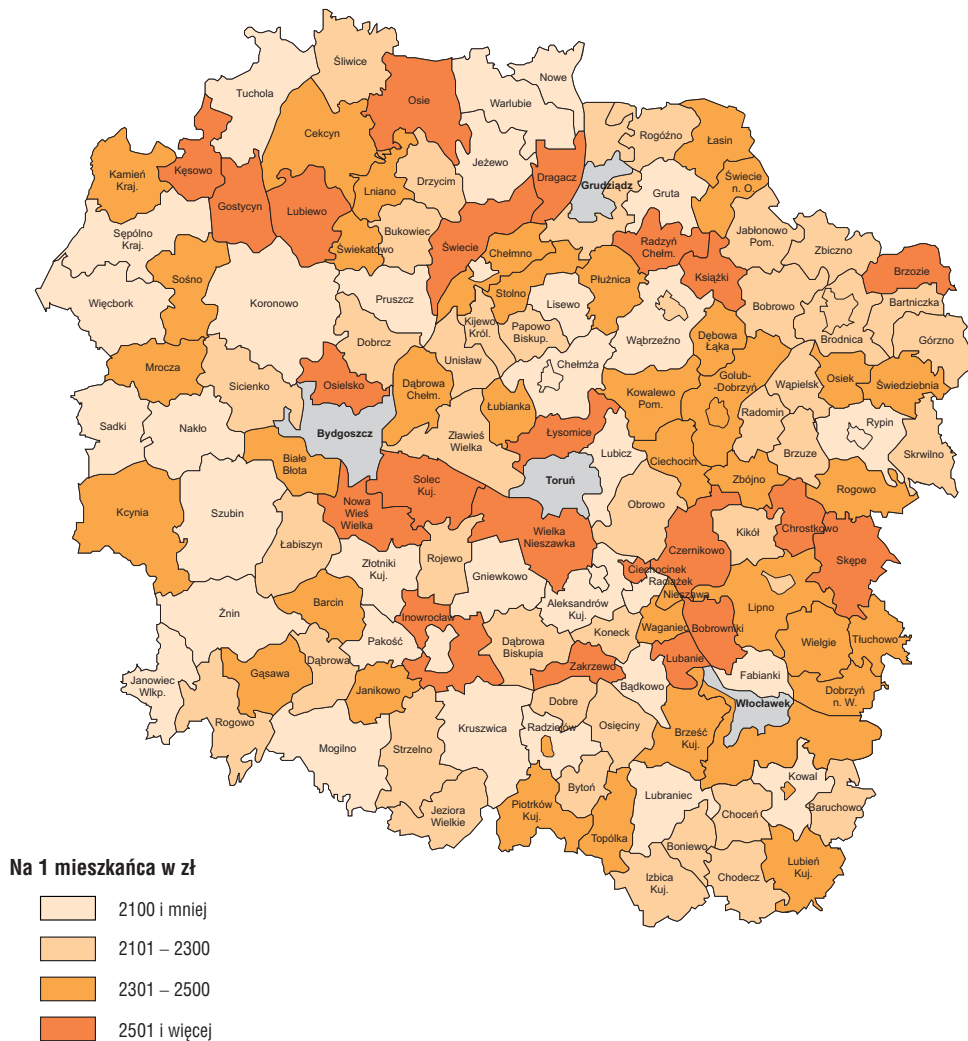 Śliwice
Nowe
Tuchola
Osie
Warlubie
Cekcyn
Rogóźno
Łasin
Jeżewo
Kamień
Kraj.
Kęsowo
Lniano
Drzycim
Dragacz
Grudziądz
Gruta
Świecie
n. O.
Gostycyn
Lubiewo
Bukowiec
Jabłonowo
Pom.
Sępólno
Kraj.
Świekatowo
Świecie
Chełmno
Radzyń
Chełm.
Zbiczno
Sośno
Płużnica
Książki
Brzozie
Więcbork
Koronowo
Pruszcz
Stolno
Lisewo
Bobrowo
Bartniczka
Kijewo
Król.
Papowo
Biskup.
Wąbrzeźno
Dębowa
Łąka
Brodnica
Górzno
Dobrcz
Unisław
Chełmża
Mrocza
Sicienko
Osielsko
Dąbrowa
Chełm.
Łubianka
Kowalewo
Pom.
Golub-
-Dobrzyń
Wąpielsk
Osiek
Świedziebnia
Sadki
Nakło
Bydgoszcz
Zławieś
Wielka
Łysomice
Lubicz
Radomin
Rypin
Białe
Błota
Ciechocin
Brzuze
Skrwilno
Kcynia
Szubin
Solec
Kuj.
Toruń
Zbójno
Rogowo
Nowa
Wieś
Wielka
Obrowo
Łabiszyn
Wielka
Nieszawka
Czernikowo
Kikół
Chrostkowo
Złotniki
Kuj.
Rojewo
Gniewkowo
Ciechocinek
Raciążek
Nieszawa
Skępe
Żnin
Barcin
Inowrocław
Aleksandrów
Kuj.
Lipno
Pakość
Dąbrowa
Biskupia
Koneck
Waganiec
Bobrowniki
Wielgie
Tłuchowo
Janowiec
Wlkp.
Gąsawa
Dąbrowa
Janikowo
Zakrzewo
Lubanie
Fabianki
Bądkowo
Dobrzyń
n. W.
Rogowo
Kruszwica
Dobre
Włocławek
Mogilno
Strzelno
Radziejów
Osięciny
Brześć
Kuj.
Kowal
Jeziora
Wielkie
Piotrków
Kuj.
Bytoń
Lubraniec
Choceń
Baruchowo
Topólka
Boniewo
Lubień
Kuj.
Izbica
Kuj.
Chodecz
Na 1 mieszkańca w zł
2100 i mniej
2101 – 2300
2301 – 2500
2501 i więcej